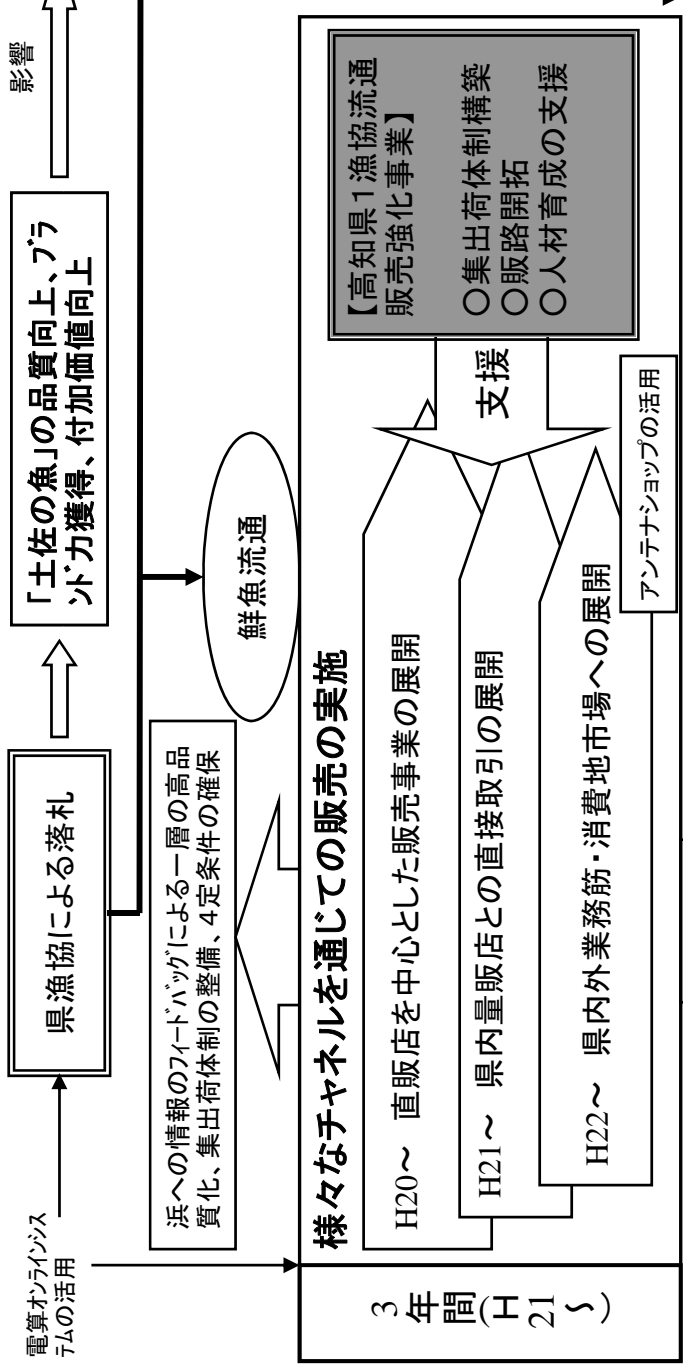 電算オンラインシス
テムの活用
県漁協による落札
「土佐の魚」の品質向上、ブラ
ンド力獲得、付加価値向上
影響
浜への情報のフィードバッグによる一層の高品
質化、集出荷体制の整備、4定条件の確保
鮮魚流通
様々なチャネルを通じての販売の実施
3年間(H21～)
H20～ 直販店を中心とした販売事業の展開
H21～ 県内量販店との直接取引の展開
H22～ 県内外業務筋・消費地市場への展開
アンテナショップの活用
支援
【高知県1漁協流通
販売強化事業】
○集出荷体制構築
○販路開拓
○人材育成の支援